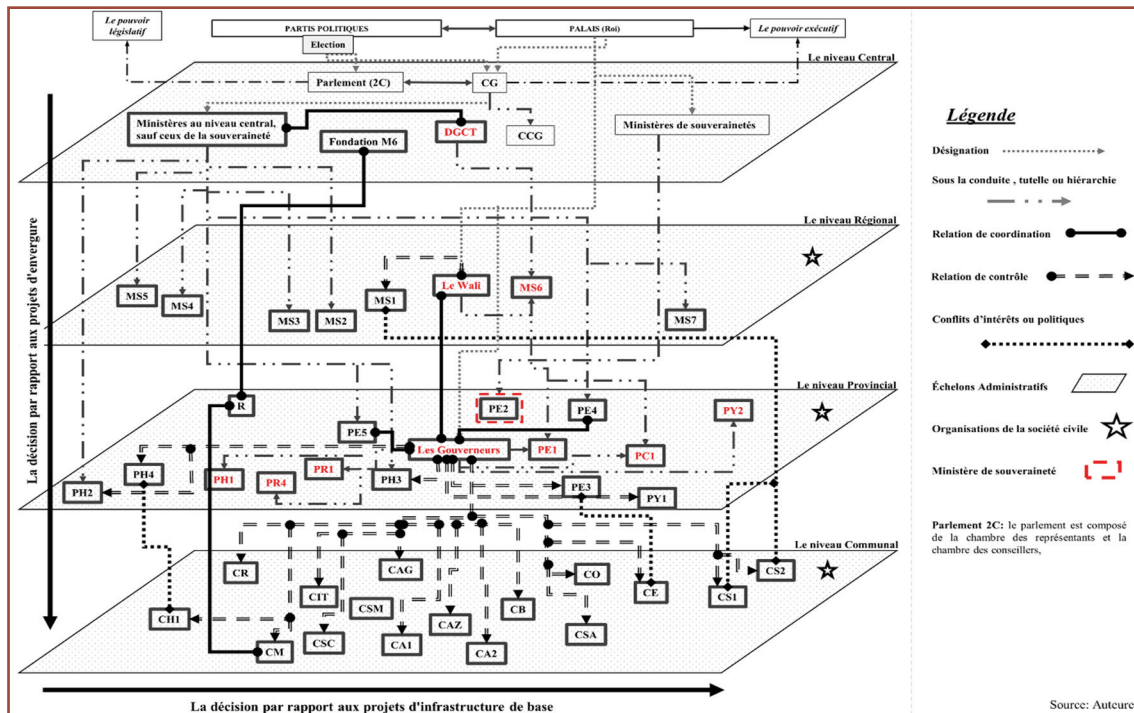 Le pouvoir
législatif
PARTIS POLITIQUES
PALAIS (Roi)
Le pouvoir exécutif
Election
Le niveau Central
Parlement (2C)
CG
Ministères au niveau central,
sauf ceux de la souveraineté
Fondation M6
DGCT
CCG
Ministères de souverainetés
Le niveau Régional
MS5
MS4
MS3
MS2
MS1
Le Wali
MS6
MS7
Le niveau Provincial
R
PE5
PE2
PE4
PY2
Les Gouverneurs
PE1
PC1
PH2
PH4
PH1
PR4
PR1
PH3
PE3
PY1
Le niveau Communal
CR
CIT
CAG
CO
CE
CS1
CS2
CH1
CM
CSC
CSM
CA1
CAZ
CA2
CB
CSA
La décision par rapport aux projets d'envergure
La décision par rapport aux projets d'infrastructure de base
Légende
Désignation
Sous la conduite , tutelle ou hiérarchie
Relation de coordination
Relation de contrôle
Conflits d'intérêts ou politiques
Échelons Administratifs
Organisations de la société civile
Ministère de souveraineté
Parlement 2C: le parlement est composé
de la chambre des représentants et la
chambre des conseillers,
Source: Auteure